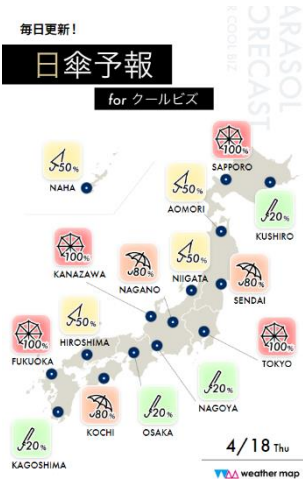 毎日更新!
PARASOL
FORECAST
R COOL BIZ
日傘予報
for クールビズ
100%
SAPPORO
50%
NAHA
50%
AOMORI
20%
KUSHIRO
100%
KANAZAWA
80%
NAGANO
50%
NIIGATA
80%
SENDAI
50%
HIROSHIMA
100%
FUKUOKA
100%
TOKYO
80%
KOCHI
20%
OSAKA
20%
NAGOYA
20%
KAGOSHIMA
4/18 Thu
weather map